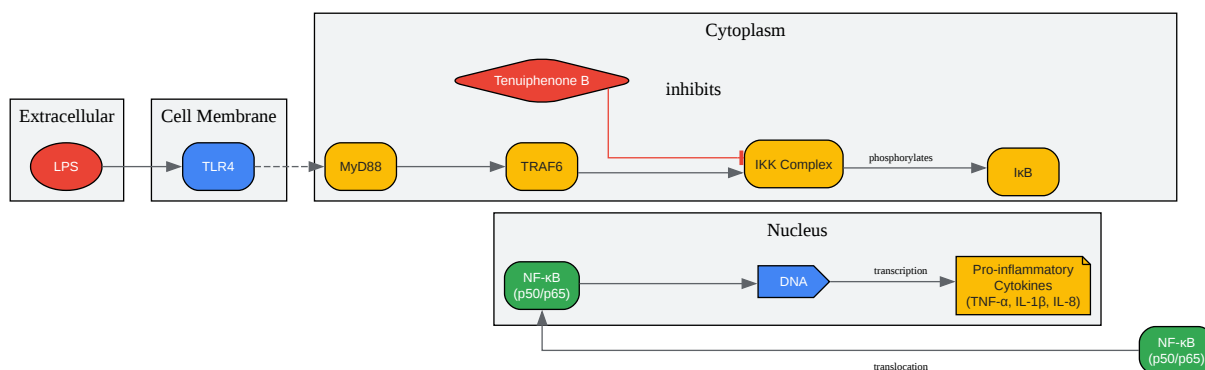 Cytoplasm
Tenuiphenone B
inhibits
Extracellular
Cell Membrane
LPS
TLR4
MyD88
TRAF6
IKK Complex
phosphorylates
IκB
Nucleus
NF-κB
(p50/p65)
DNA
transcription
Pro-inflammatory
Cytokines
(TNF-α, IL-1β, IL-8)
NF-κB
(p50/p65)
translocation